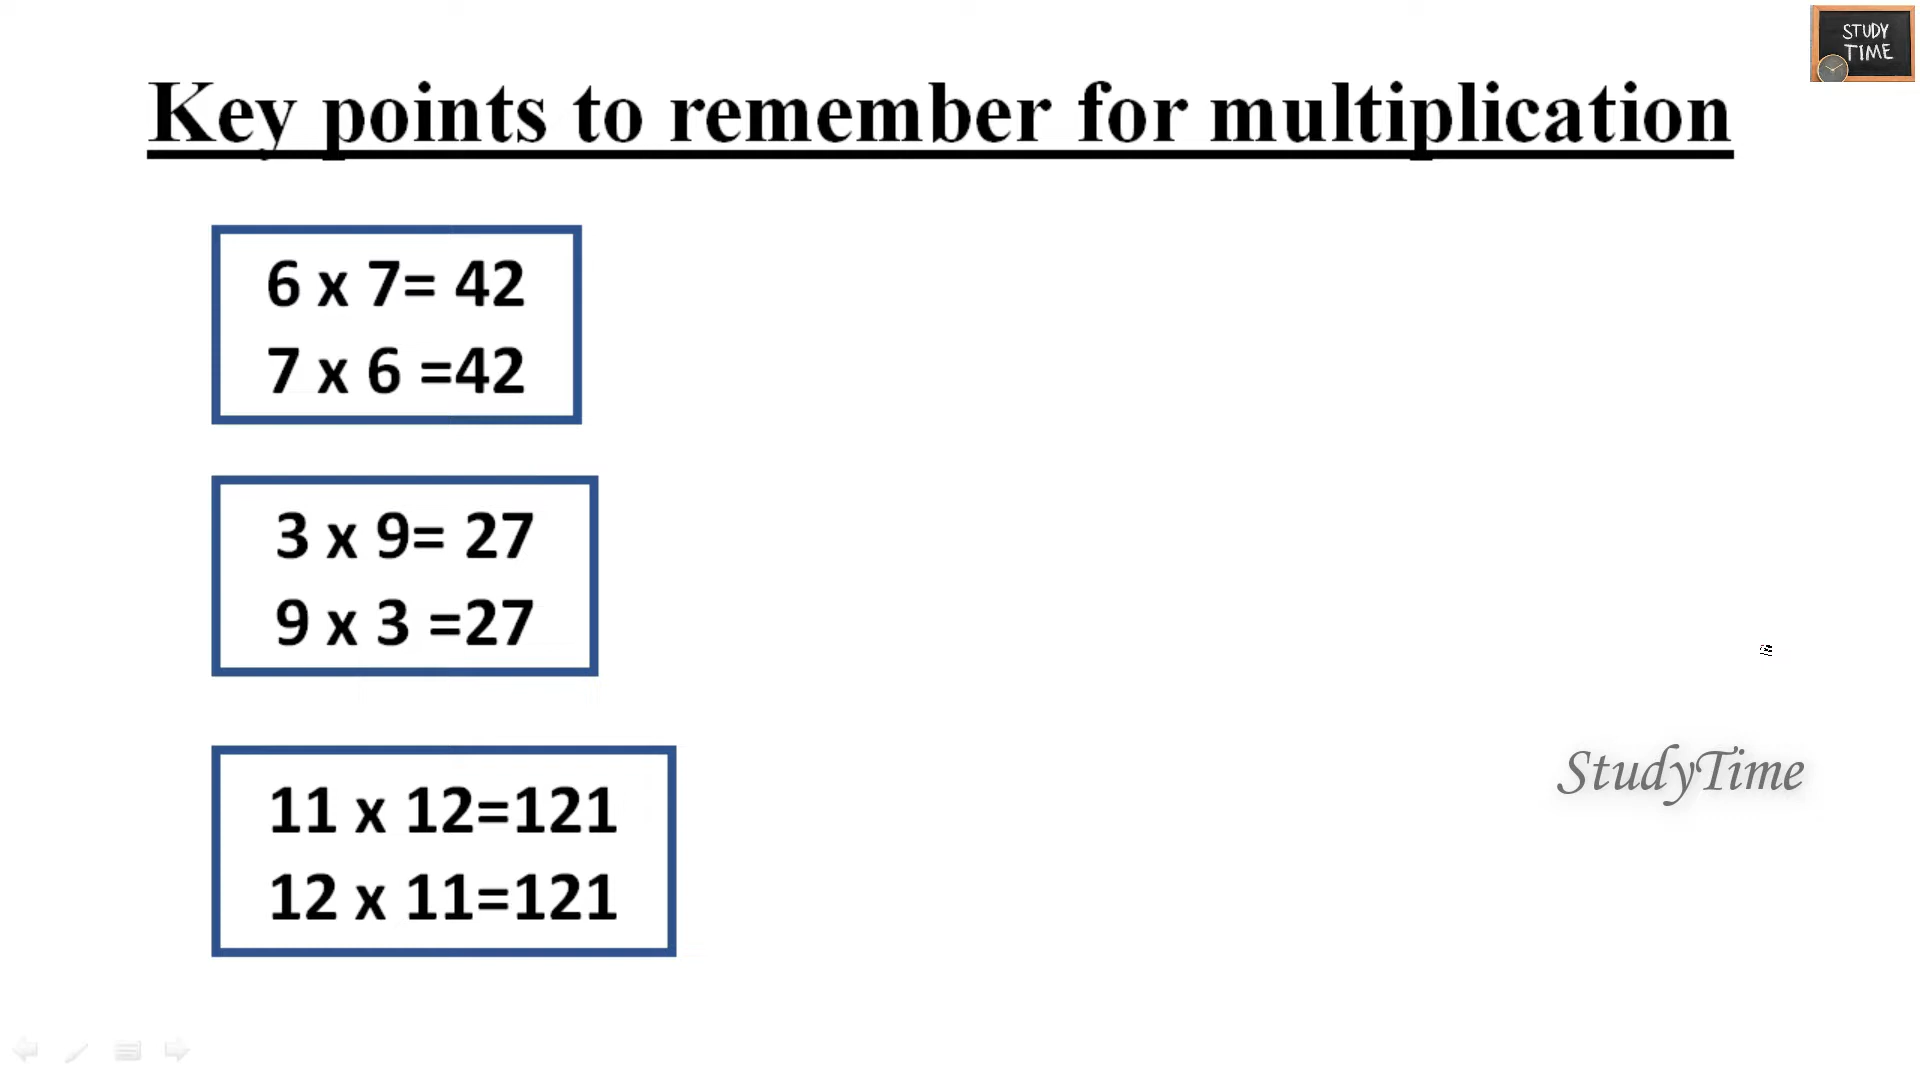 STUDY
TIME
Key points to remember for multiplication
6 x 7= 42
7 x 6 =42
3 x 9= 27
9 x 3 =27
11 x 12=121
12 x 11=121
StudyTime